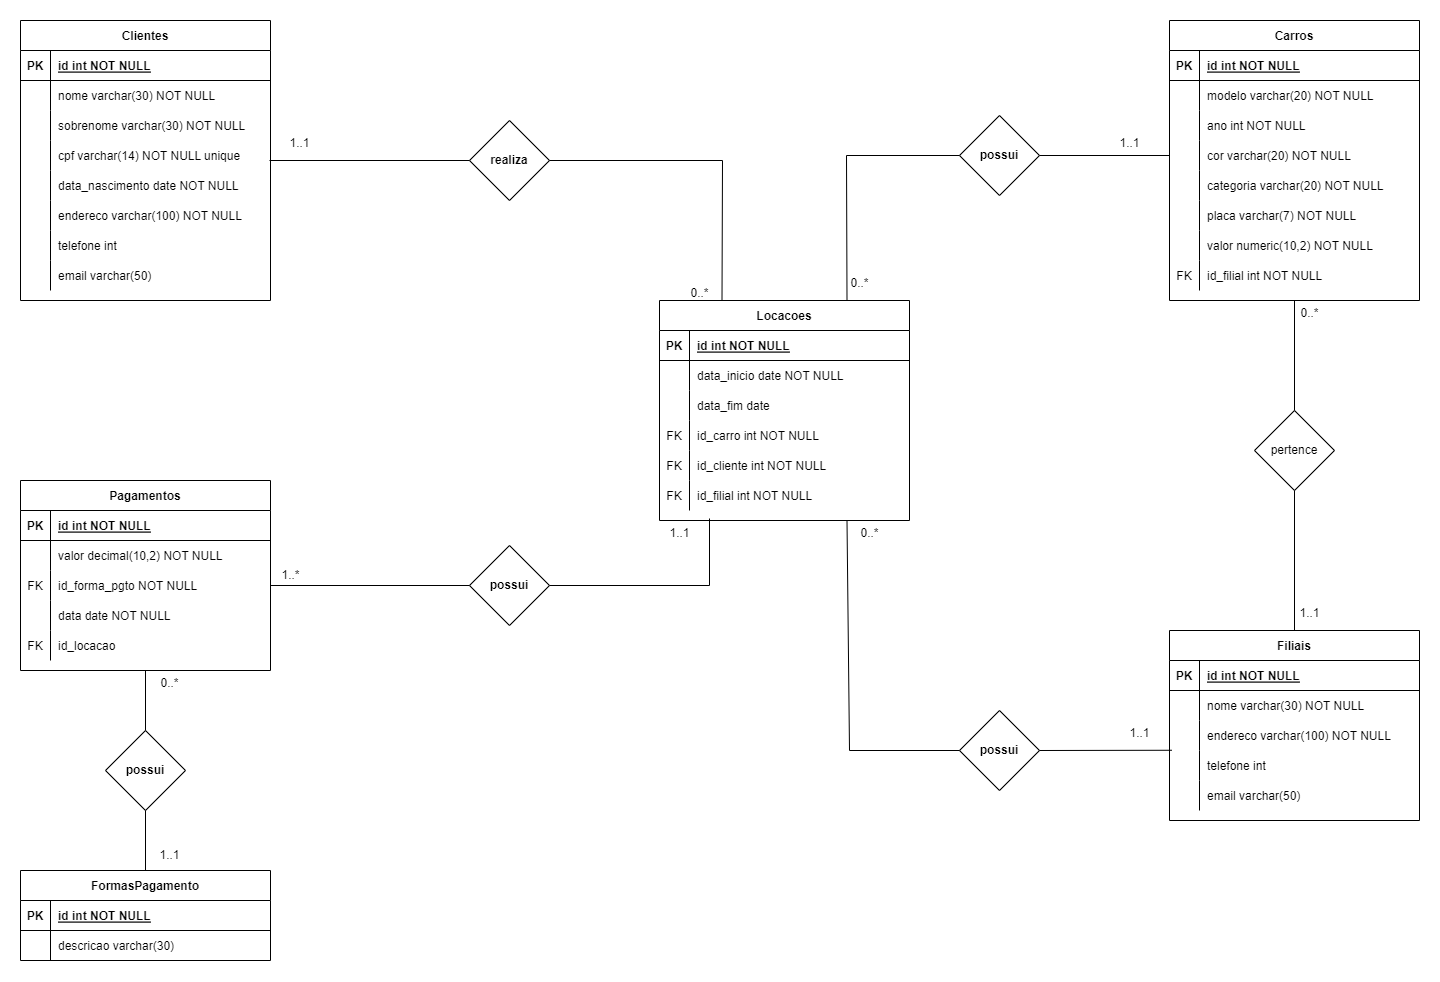 Clientes
PK id int NOT NULL
nome varchar(30) NOT NULL
sobrenome varchar(30) NOT NULL
cpf varchar(14) NOT NULL unique
data_nascimento date NOT NULL
endereco varchar(100) NOT NULL
telefone int
email varchar(50)
1..1
realiza
0..*
possui
1..1
0..*
Carros
PK id int NOT NULL
modelo varchar(20) NOT NULL
ano int NOT NULL
cor varchar(20) NOT NULL
categoria varchar(20) NOT NULL
placa varchar(7) NOT NULL
valor numeric(10,2) NOT NULL
FK id_filial int NOT NULL
0..*
Locacoes
PK id int NOT NULL
data_inicio date NOT NULL
data_fim date
FK id_carro int NOT NULL
FK id_cliente int NOT NULL
FK id_filial int NOT NULL
1..1
0..*
pertence
1..1
Pagamentos
PK id int NOT NULL
valor decimal(10,2) NOT NULL
FK id_forma_pgto NOT NULL
data date NOT NULL
FK id_locacao
1..*
possui
0..*
possui
1..1
possui
1..1
Filiais
PK id int NOT NULL
nome varchar(30) NOT NULL
endereco varchar(100) NOT NULL
telefone int
email varchar(50)
FormasPagamento
PK id int NOT NULL
descricao varchar(30)